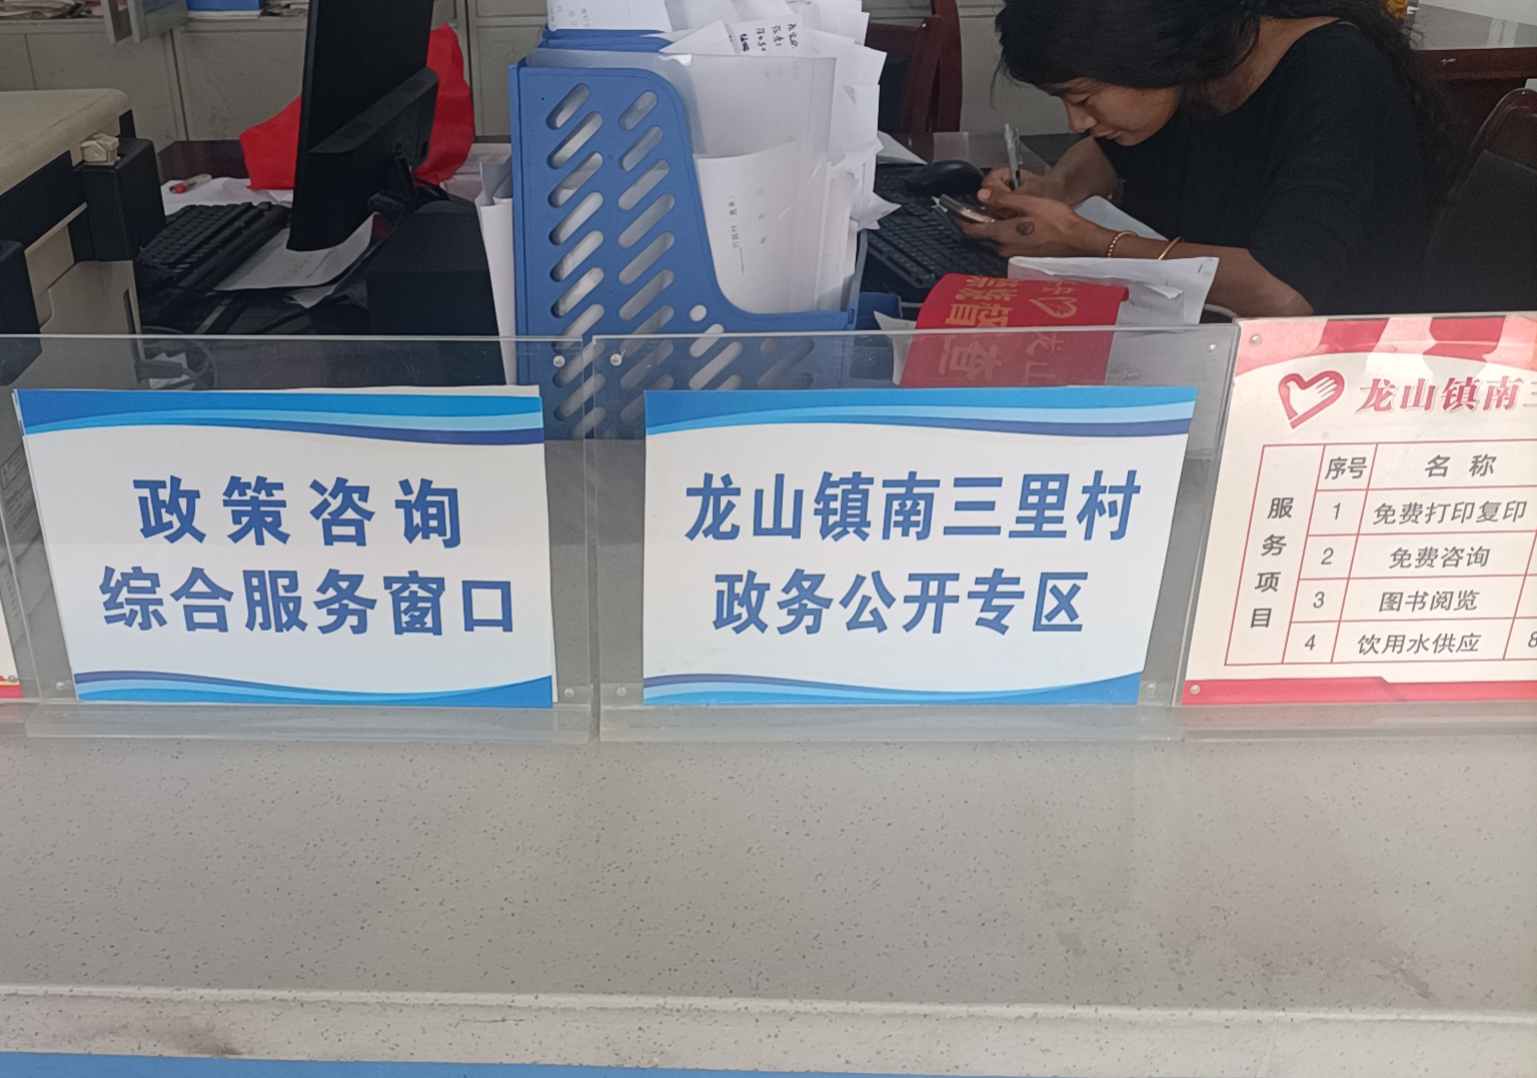 政策咨询
综合服务窗口
龙山镇南三里村
政务公开专区
龙山镇南三
服务项目
序号 名 称
1 免费打印复印
2 免费咨询
3 图书阅览
4 饮用水供应 8